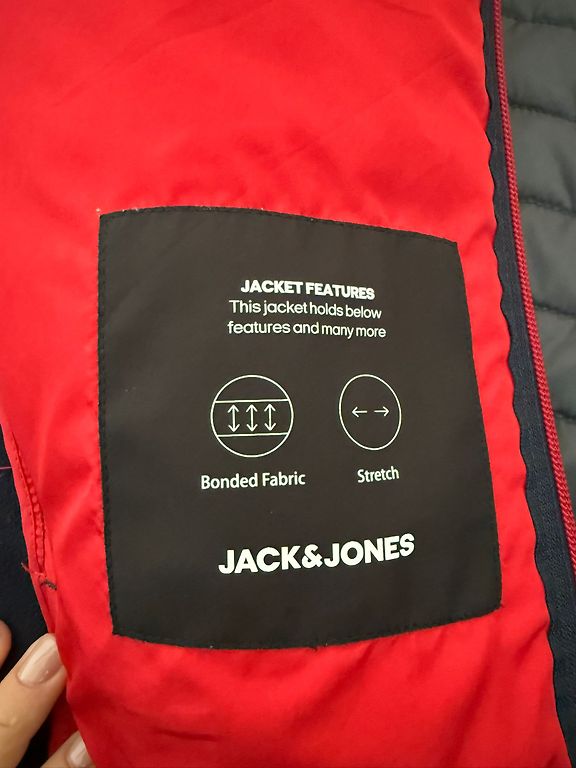 JACKET FEATURES
This jacket holds below
features and many more
Bonded Fabric
Stretch
JACK&JONES